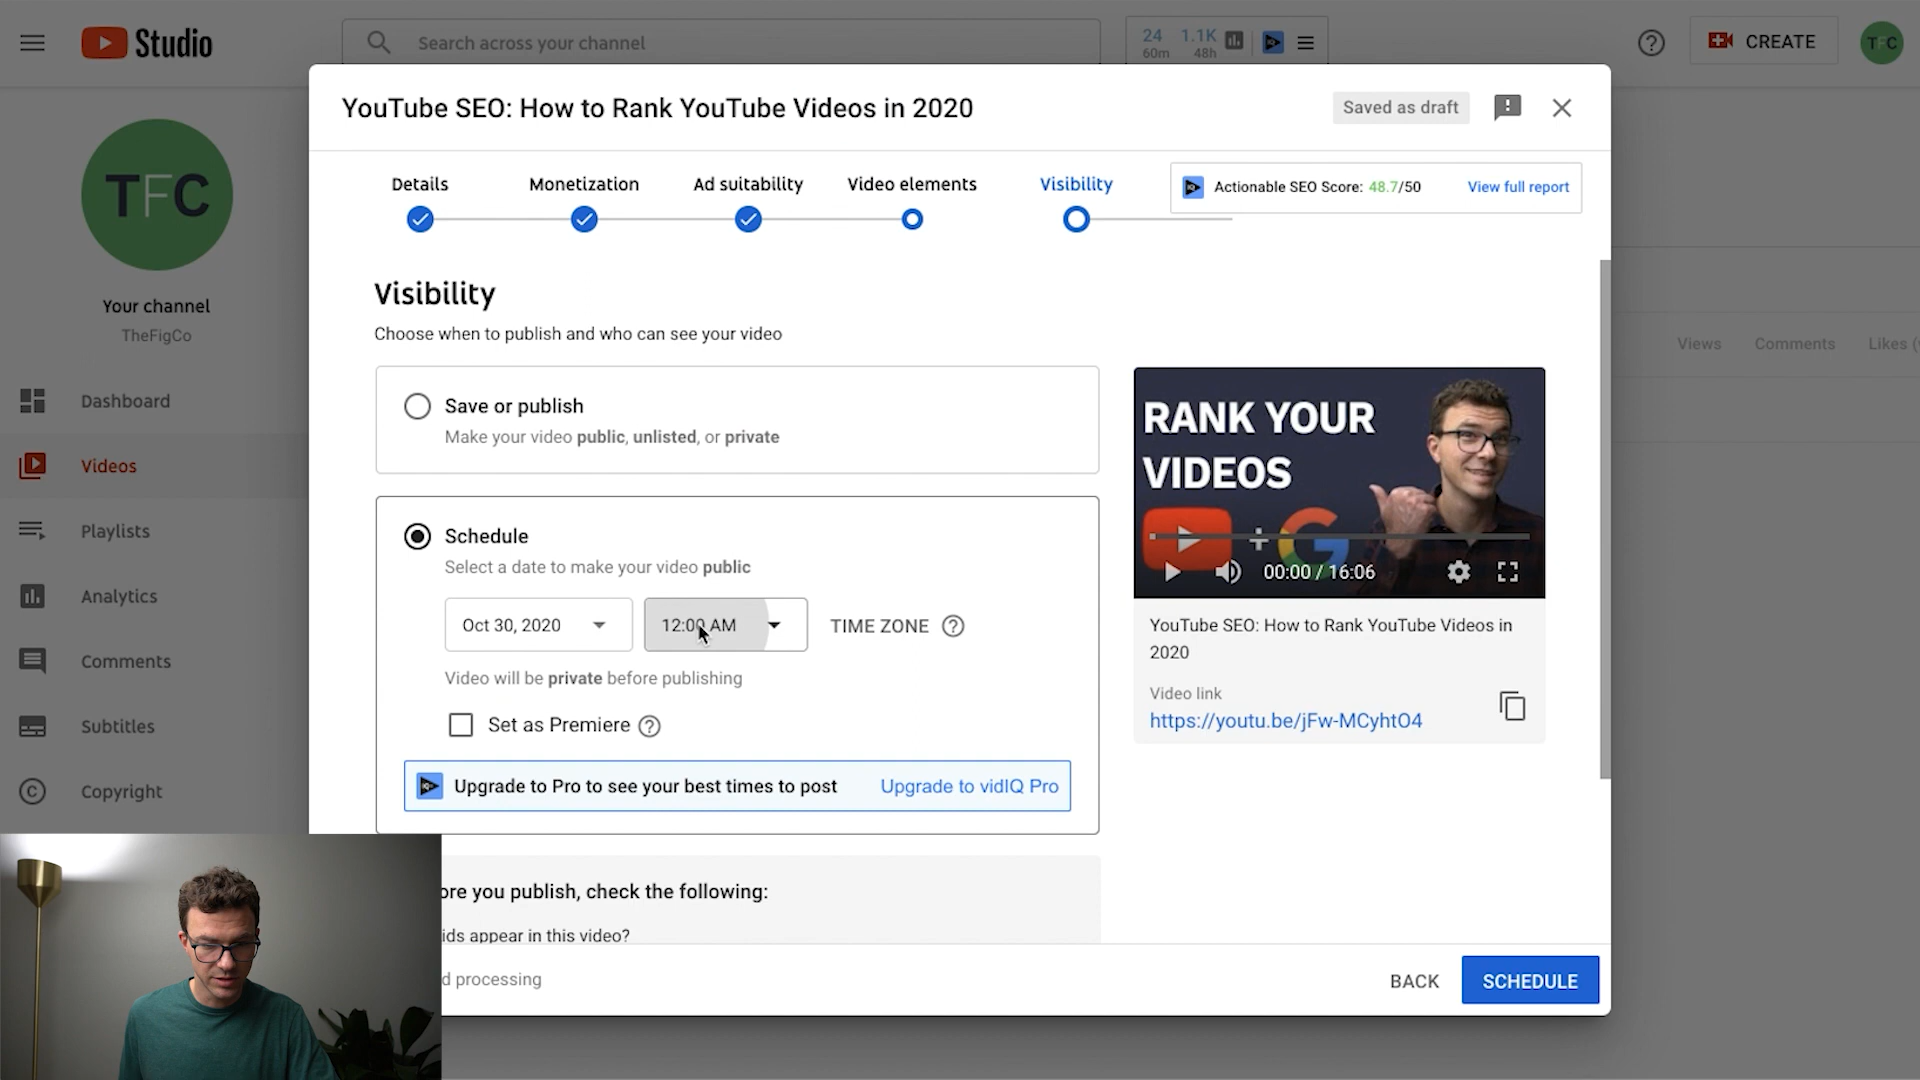 Studio
Search across your channel
24
60m
1.1K
48h
CREATE
TFC
YouTube SEO: How to Rank YouTube Videos in 2020
Saved as draft
Details
Monetization
Ad suitability
Video elements
Visibility
Actionable SEO Score: 48.7/50
View full report
TFC
Your channel
TheFigCo
Dashboard
Videos
Playlists
Analytics
Comments
Subtitles
Copyright
Visibility
Choose when to publish and who can see your video
Save or publish
Make your video public, unlisted, or private
Schedule
Select a date to make your video public
Oct 30, 2020
12:00 AM
TIME ZONE
Video will be private before publishing
Set as Premiere
Upgrade to Pro to see your best times to post
Upgrade to vidIQ Pro
ore you publish, check the following:
ids appear in this video?
d processing
BACK
SCHEDULE
RANK YOUR
VIDEOS
+ G
00:00 / 16:06
YouTube SEO: How to Rank YouTube Videos in
2020
Video link
https://youtu.be/jFw-MCyhtO4
Views
Comments
Likes (